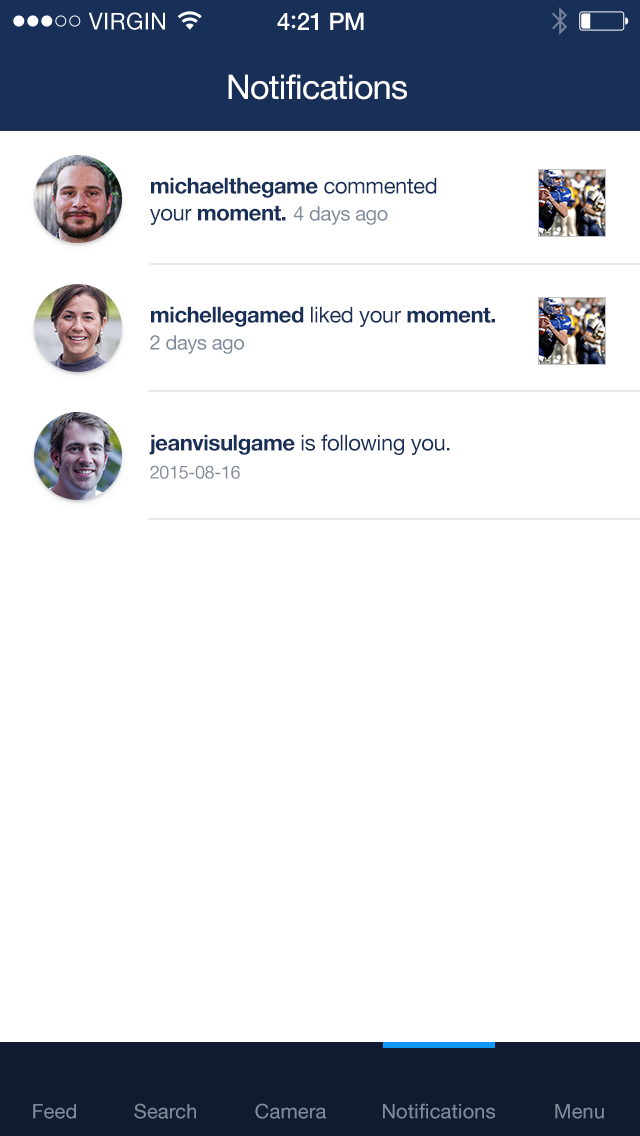 VIRGIN 4:21 PM
Notifications
michaelthegame commented
your moment. 4 days ago
michellegamed liked your moment.
2 days ago
jeanvisulgame is following you.
2015-08-16
Feed Search Camera Notifications Menu